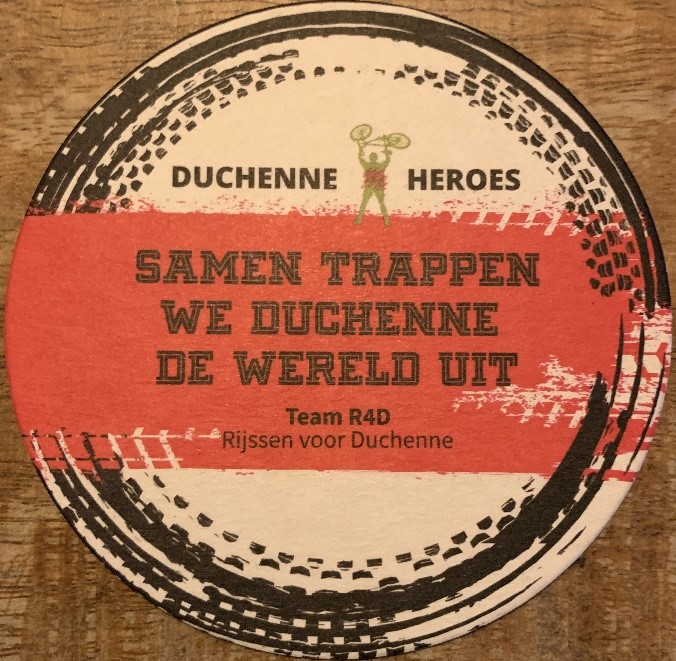 DUCHENNE HEROES
SAMEN TRAPPEN
WE DUCHENNE
DE WERELD UIT
Team R4D
Rijssen voor Duchenne